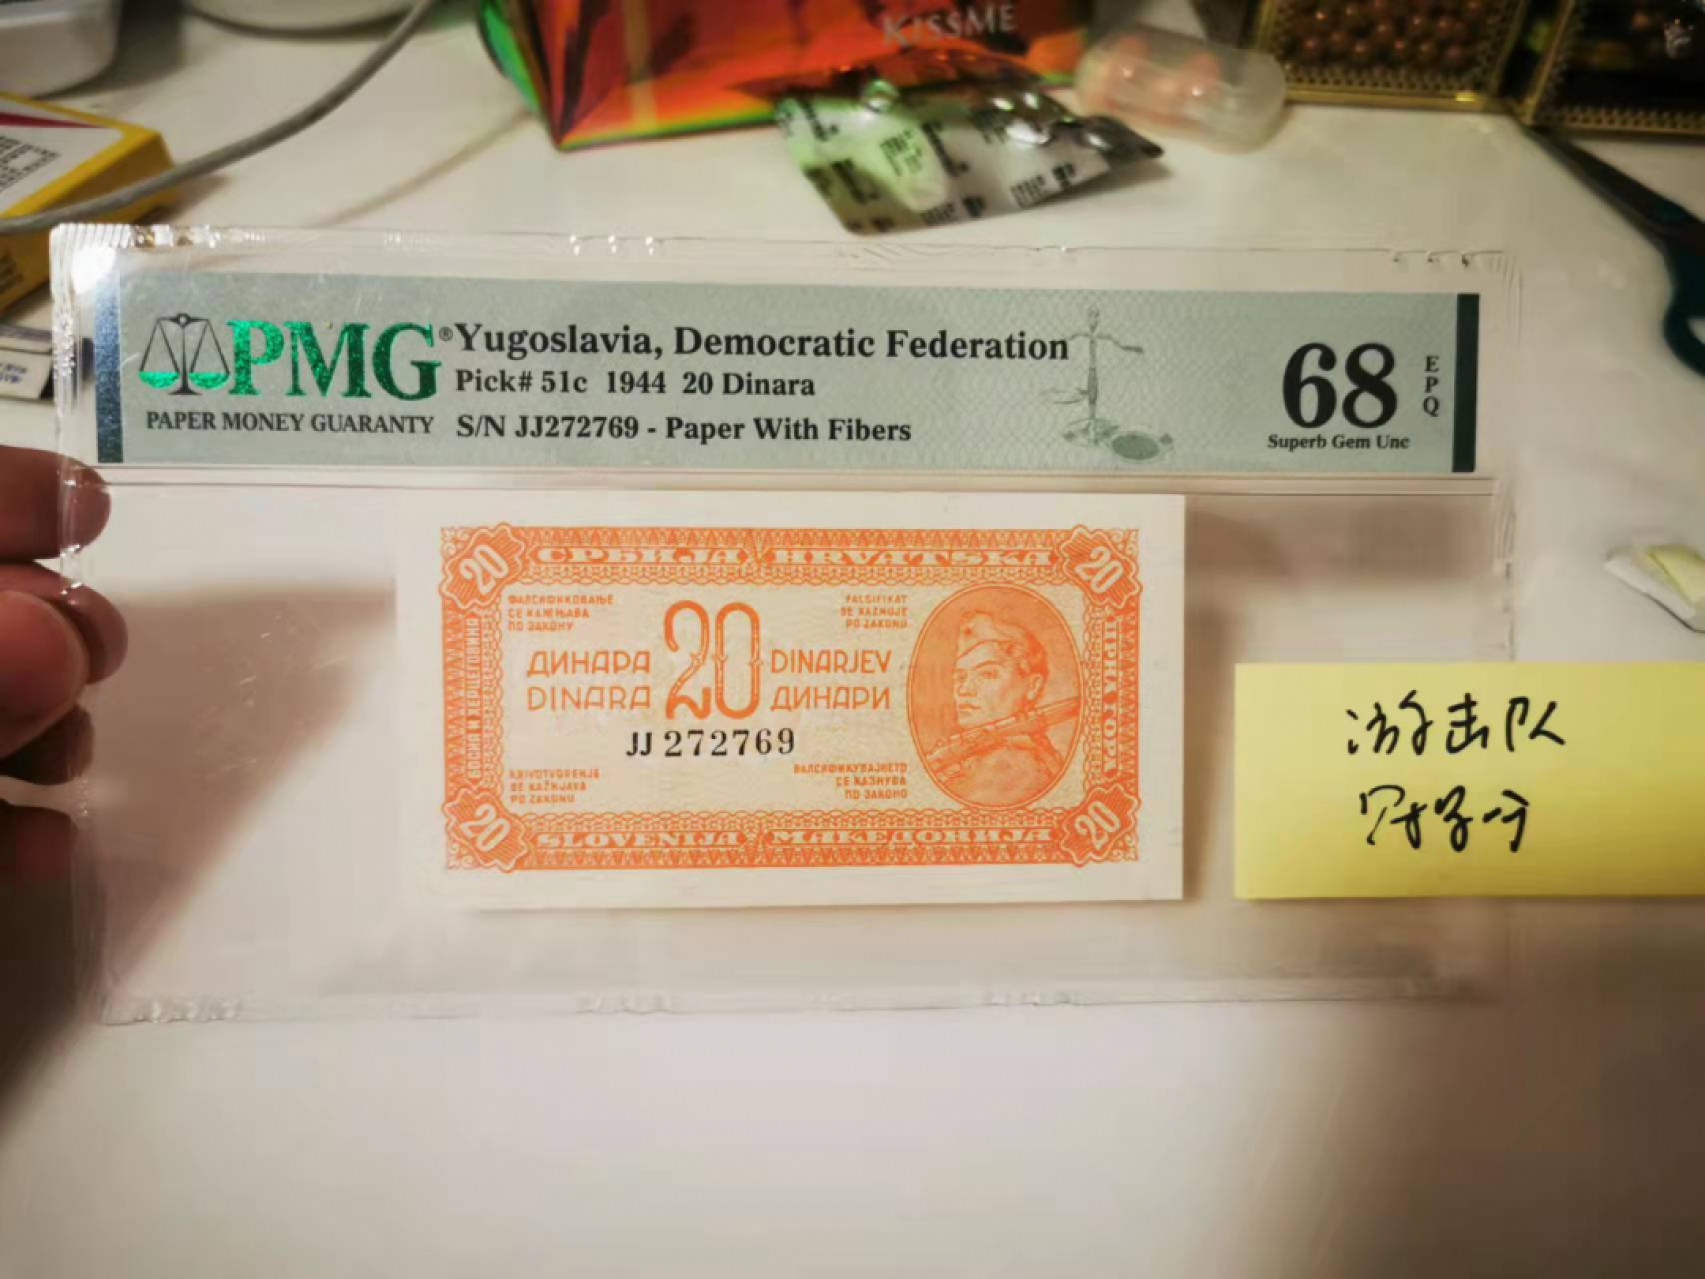 KISSME
PMG®
PAPER MONEY GUARANTY
Yugoslavia, Democratic Federation
Pick# 51c 1944 20 Dinara
S/N JJ272769 - Paper With Fibers
68
EPQ
Superb Gem Unc
20 СРБИЈА HRVATSKA 20
ФАЛСИФИКОВАЊЕ
СЕ КАЖЊАВА
ПО ЗАКОНУ
FALSIFIKAT
SE KAZNUJE
PO ZAKONU
БОСНА И ХЕРЦЕГОВИНА
ЦРНА ГОРА
ДИНАРА 20 DINARJEV
DINARA ДИНАРИ
JJ 272769
KRIVOTVORENJE
SE KAŽNJAVA
PO ZAKONU
ФАЛСИФИКУВАЊЕТО
СЕ КАЗНУВА
ПО ЗАКОНО
20 SLOVENIJA МАКЕДОНИЈА 20
游击队